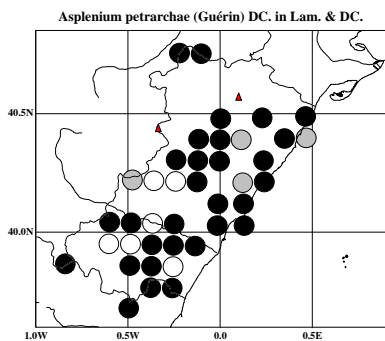 Asplenium petrarchae (Guérin) DC. in Lam. & DC.
40.5N
40.0N
1.0W
0.5W
0.0
0.5E